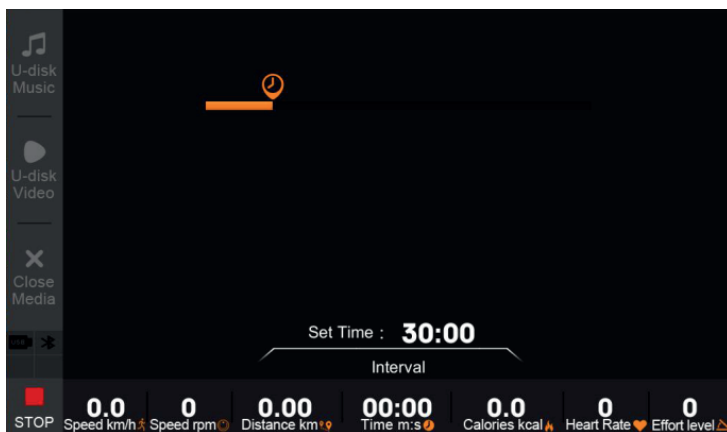 U-disk
Music
U-disk
Video
Close
Media
Set Time : 30:00
Interval
STOP
0.0 0 0.00 00:00 0.0 0 0
Speed km/h Speed rpm Distance km Time m:s Calories kcal Heart Rate Effort level